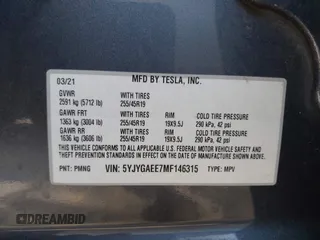 03/21 MFD BY TESLA, INC.
GVWR WITH TIRES
2591 kg (5712 lb) 255/45R19
GAWR FRT WITH TIRES RIM COLD TIRE PRESSURE
1363 kg (3004 lb) 255/45R19 19X9.5J 290 kPa, 42 psi
GAWR RR WITH TIRES RIM COLD TIRE PRESSURE
1636 kg (3606 lb) 255/45R19 19X9.5J 290 kPa, 42 psi
THIS VEHICLE CONFORMS TO ALL APPLICABLE U.S. FEDERAL MOTOR VEHICLE
SAFETY AND THEFT PREVENTION STANDARDS IN EFFECT ON THE DATE OF
MANUFACTURE SHOWN ABOVE.
PNT: PMNG VIN: 5YJYGAEE7MF146315 TYPE: MPV
DREAMBID